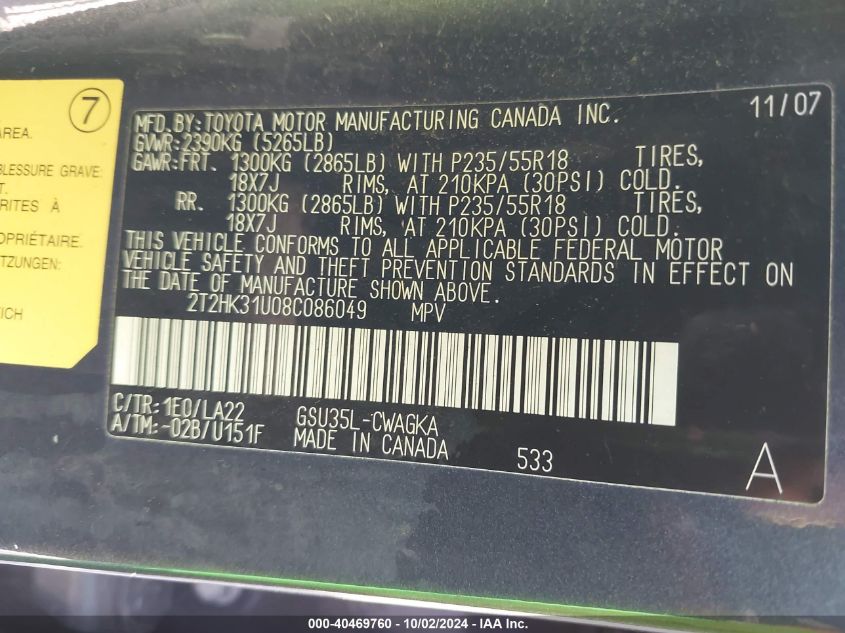 7
AREA.
BLESSURE GRAVE:
T.
RITES À
OPRIÉTAIRE.
TZUNGEN:
ICH
MFD.BY:TOYOTA MOTOR MANUFACTURING CANADA INC. 11/07
GVWR:2390KG (5265LB)
GAWR:FRT. 1300KG (2865LB) WITH P235/55R18 TIRES,
18X7J RIMS, AT 210KPA (30PSI) COLD.
RR. 1300KG (2865LB) WITH P235/55R18 TIRES,
18X7J RIMS, AT 210KPA (30PSI) COLD.
THIS VEHICLE CONFORMS TO ALL APPLICABLE FEDERAL MOTOR
VEHICLE SAFETY AND THEFT PREVENTION STANDARDS IN EFFECT ON
THE DATE OF MANUFACTURE SHOWN ABOVE.
2T2HK31U08C086049 MPV
C/TR:1E0/LA22 GSU35L-CWAGKA
A/TM:-02B/U151F MADE IN CANADA 533
A
000-40469760 - 10/02/2024 - IAAI Inc.